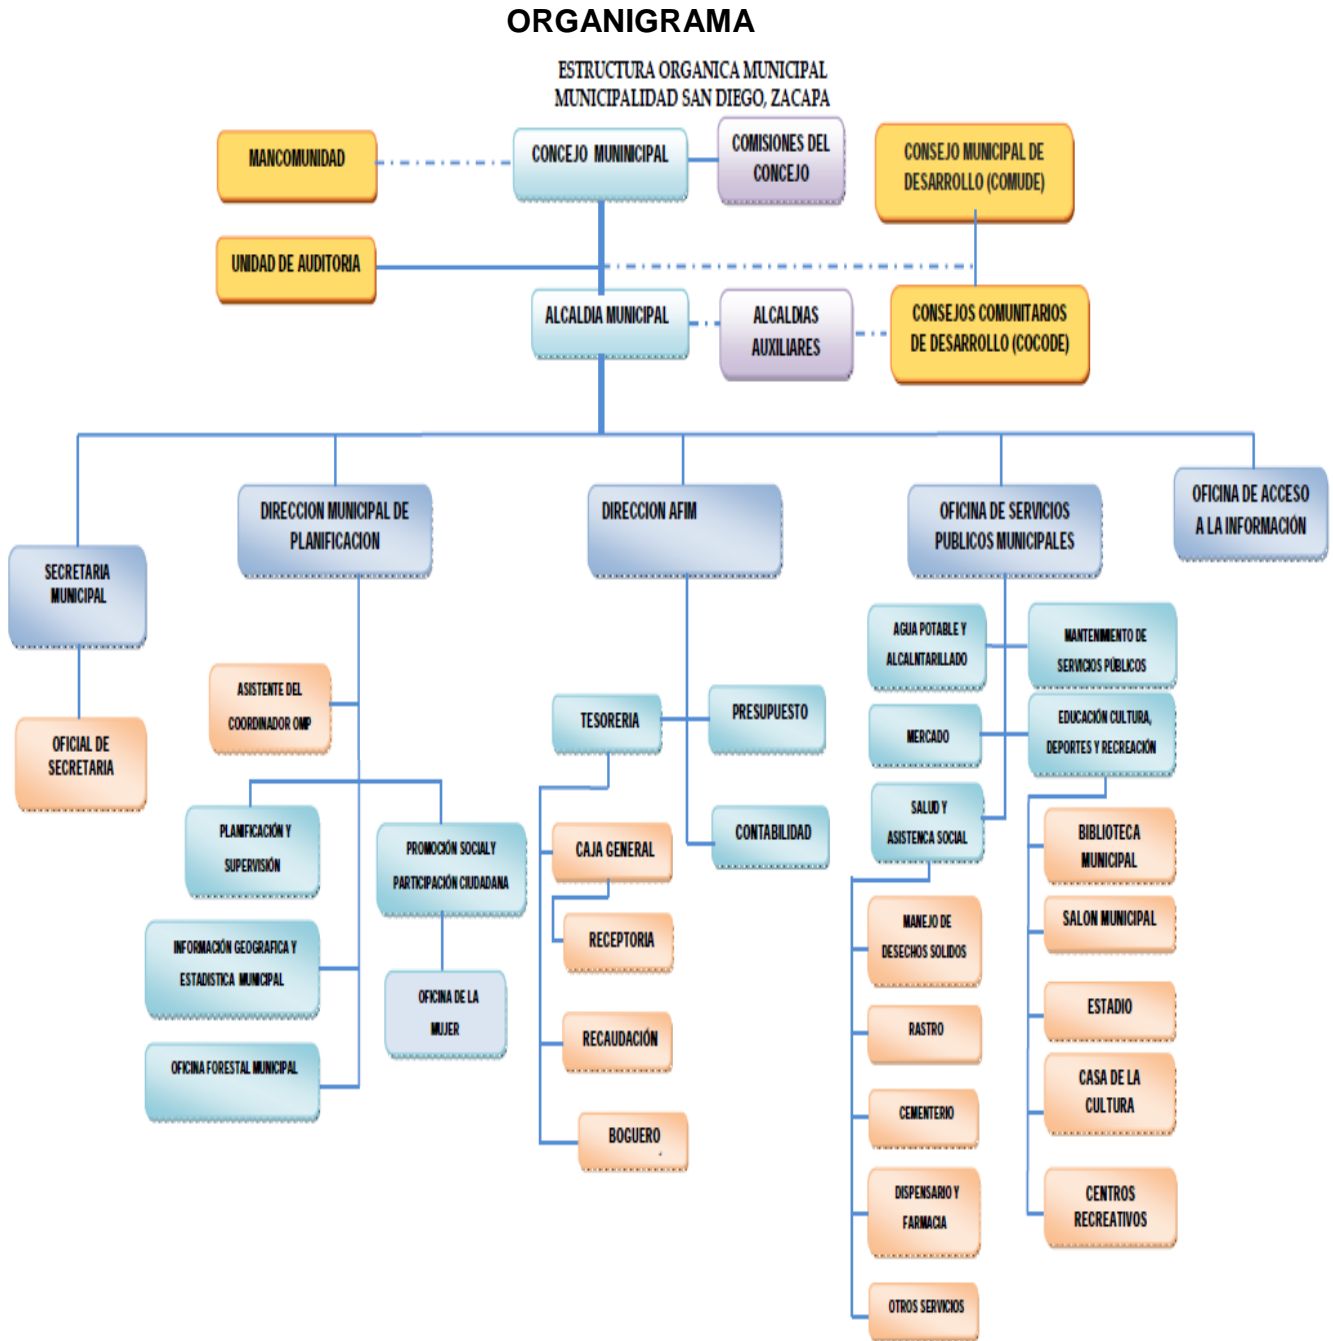 ORGANIGRAMA
ESTRUCTURA ORGANICA MUNICIPAL
MUNICIPALIDAD SAN DIEGO, ZACAPA
MANCOMUNIDAD
CONCEJO MUNINICIPAL
COMISIONES DEL
CONCEJO
CONSEJO MUNICIPAL DE
DESARROLLO (COMUDE)
UNIDAD DE AUDITORIA
ALCALDIA MUNICIPAL
ALCALDIAS
AUXILIARES
CONSEJOS COMUNITARIOS
DE DESARROLLO (COCODE)
SECRETARIA
MUNICIPAL
DIRECCION MUNICIPAL DE
PLANIFICACION
DIRECCION AFIM
OFICINA DE SERVICIOS
PUBLICOS MUNICIPALES
OFICINA DE ACCESO
A LA INFORMACIÓN
OFICIAL DE
SECRETARIA
ASISTENTE DEL
COORDINADOR OMP
PLANIFICACIÓN Y
SUPERVISIÓN
PROMOCIÓN SOCIAL Y
PARTICIPACIÓN CIUDADANA
INFORMACIÓN GEOGRAFICA Y
ESTADISTICA MUNICIPAL
OFICINA DE LA
MUJER
OFICINA FORESTAL MUNICIPAL
TESORERIA
PRESUPUESTO
CONTABILIDAD
CAJA GENERAL
RECEPTORIA
RECAUDACIÓN
BOGUERO
AGUA POTABLE Y
ALCALNTARILLADO
MANTENIMIENTO DE
SERVICIOS PÚBLICOS
MERCADO
EDUCACIÓN CULTURA,
DEPORTES Y RECREACIÓN
SALUD Y
ASISTENCA SOCIAL
MANEJO DE
DESECHOS SOLIDOS
RASTRO
CEMENTERIO
DISPENSARIO Y
FARMACIA
OTROS SERVICIOS
BIBLIOTECA
MUNICIPAL
SALON MUNICIPAL
ESTADIO
CASA DE LA
CULTURA
CENTROS
RECREATIVOS